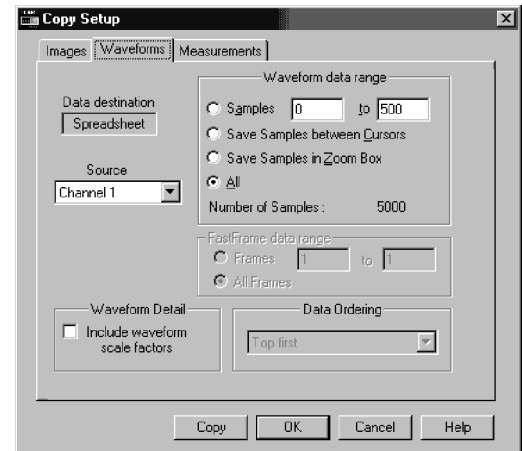 Copy Setup
Images Waveforms Measurements
Data destination
Spreadsheet
Source
Channel 1
Waveform data range
Samples 0 to 500
Save Samples between Cursors
Save Samples in Zoom Box
All
Number of Samples : 5000
FastFrame data range
Frames 1 to 1
All Frames
Waveform Detail
Include waveform
scale factors
Data Ordering
Top first
Copy OK Cancel Help